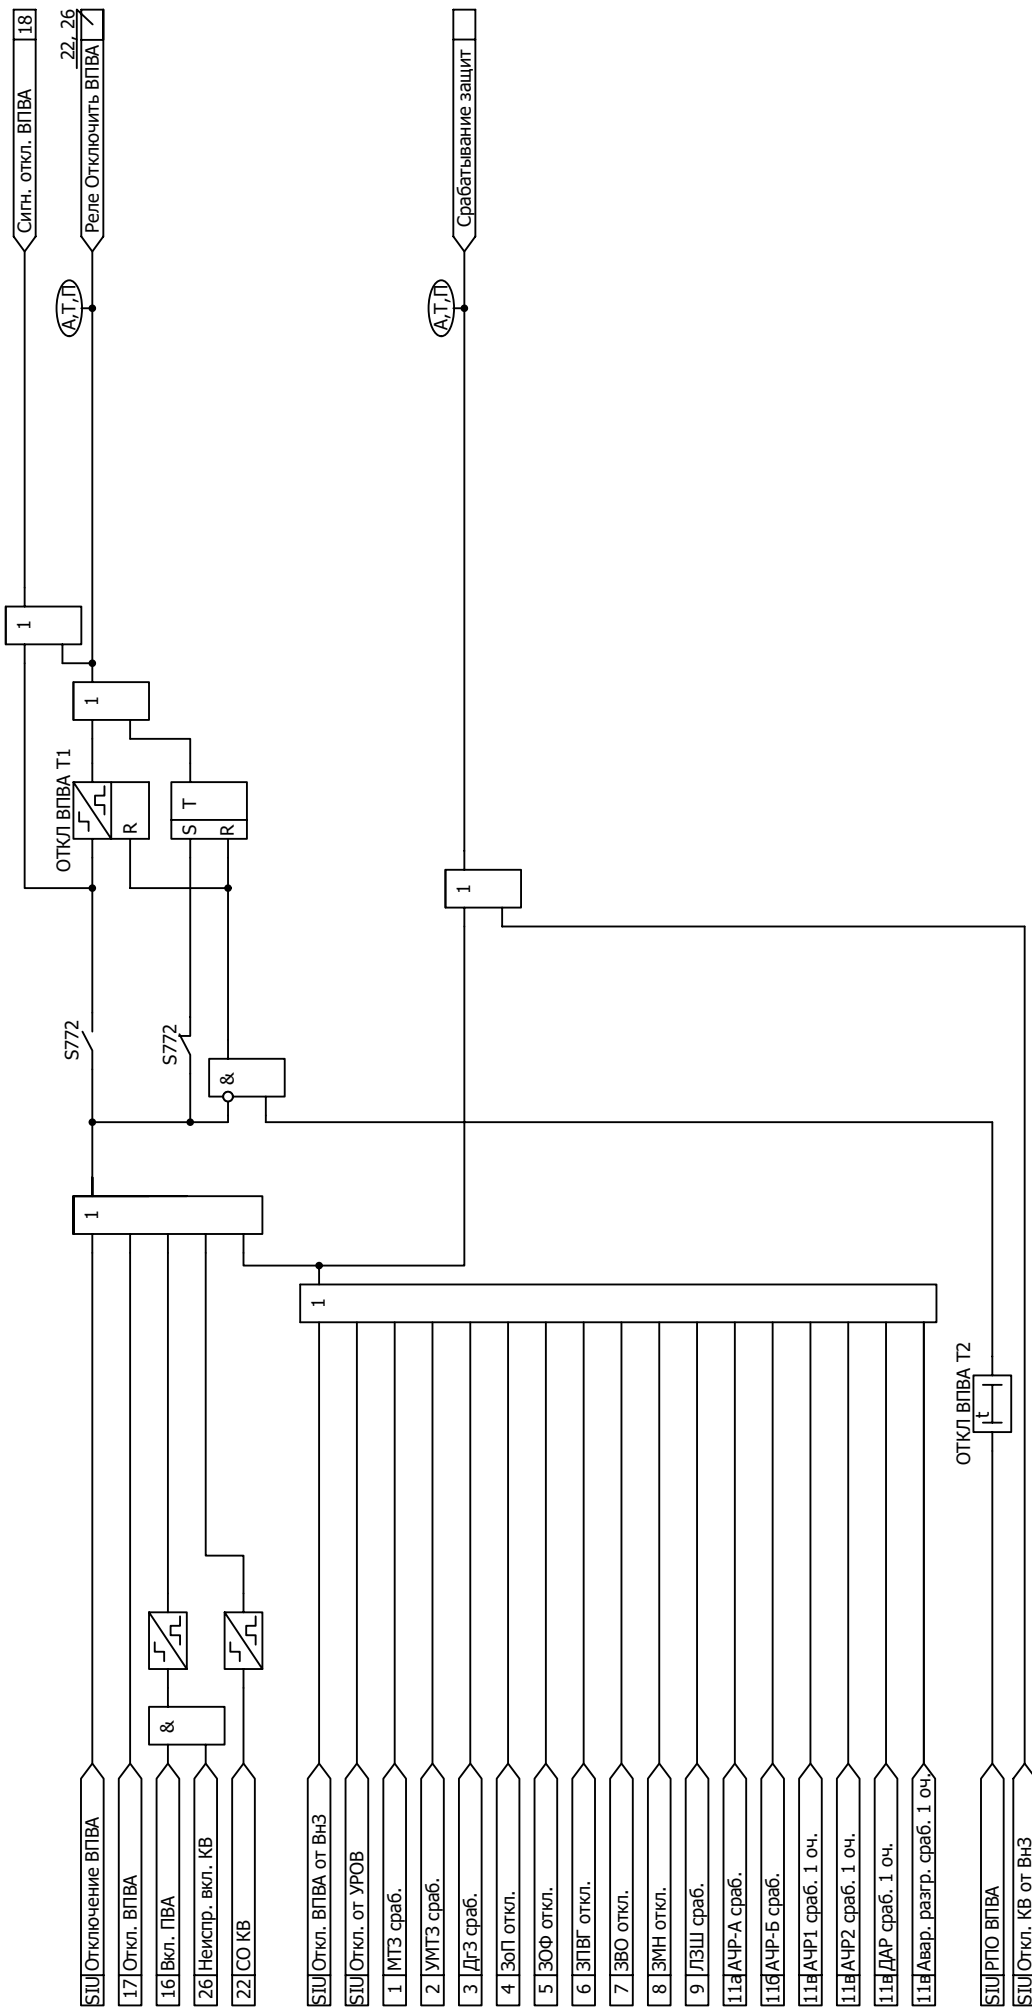 SIU Отключение ВПВА
17 Откл. ВПВА
16 Вкл. ПВА
26 Неиспр. вкл. КВ
22 СО КВ
SIU Откл. ВПВА от ВнЗ
SIU Откл. от УРОВ
1 МТЗ сраб.
2 УМТЗ сраб.
3 ДгЗ сраб.
4 ЗоП откл.
5 ЗОФ откл.
6 ЗПВГ откл.
7 ЗВО откл.
8 ЗМН откл.
9 ЛЗШ сраб.
11а АЧР-А сраб.
11б АЧР-Б сраб.
11в АЧР1 сраб. 1 оч.
11в АЧР2 сраб. 1 оч.
11в ДАР сраб. 1 оч.
11в Авар. разгр. сраб. 1 оч.
SIU РПО ВПВА
SIU Откл. КВ от ВнЗ
&
ОТКЛ ВПВА Т2
t
1
1
&
S772
S772
1
ОТКЛ ВПВА Т1
R
S T
R
1
1
А,Т,П
А,Т,П
Сигн. откл. ВПВА 18
Реле Отключить ВПВА
22, 26
Срабатывание защит